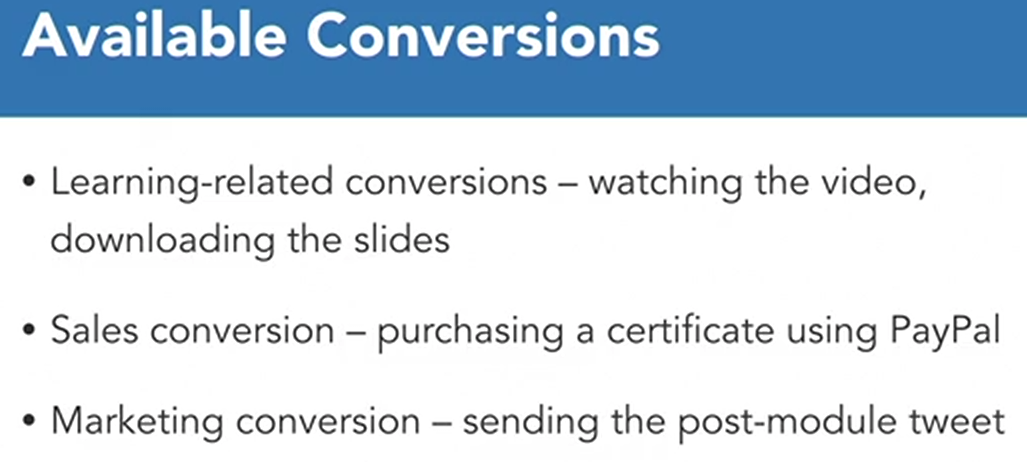 Available Conversions
• Learning-related conversions – watching the video,
downloading the slides
• Sales conversion – purchasing a certificate using PayPal
• Marketing conversion – sending the post-module tweet